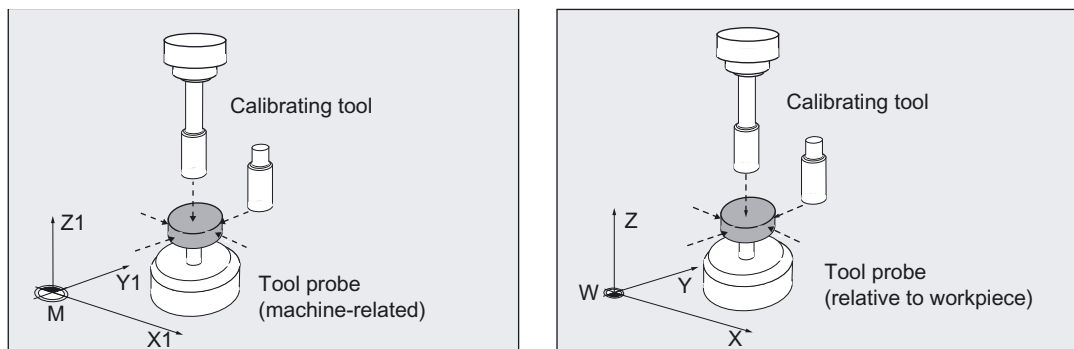 Calibrating tool
Z1
Y1
M
X1
Tool probe
(machine-related)
Calibrating tool
Z
Y
W
X
Tool probe
(relative to workpiece)